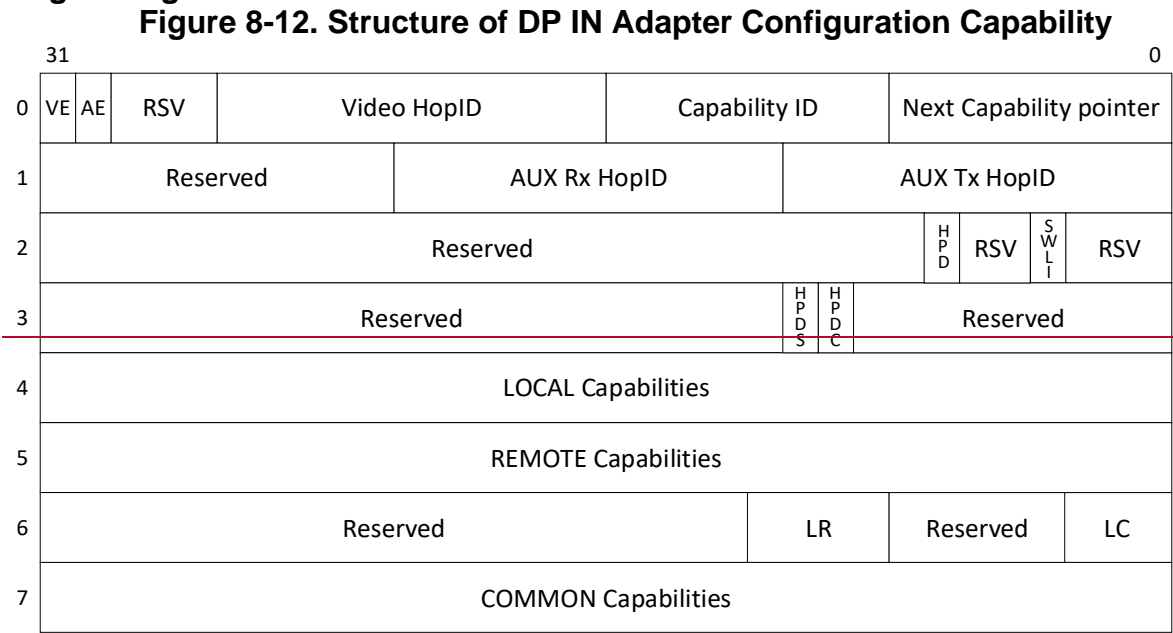 Figure 8-12. Structure of DP IN Adapter Configuration Capability
31 0
0 VE AE RSV Video HopID Capability ID Next Capability pointer
1 Reserved AUX Rx HopID AUX Tx HopID
2 Reserved HPD RSV SWLI RSV
3 Reserved HPDS HPDC Reserved
4 LOCAL Capabilities
5 REMOTE Capabilities
6 Reserved LR Reserved LC
7 COMMON Capabilities